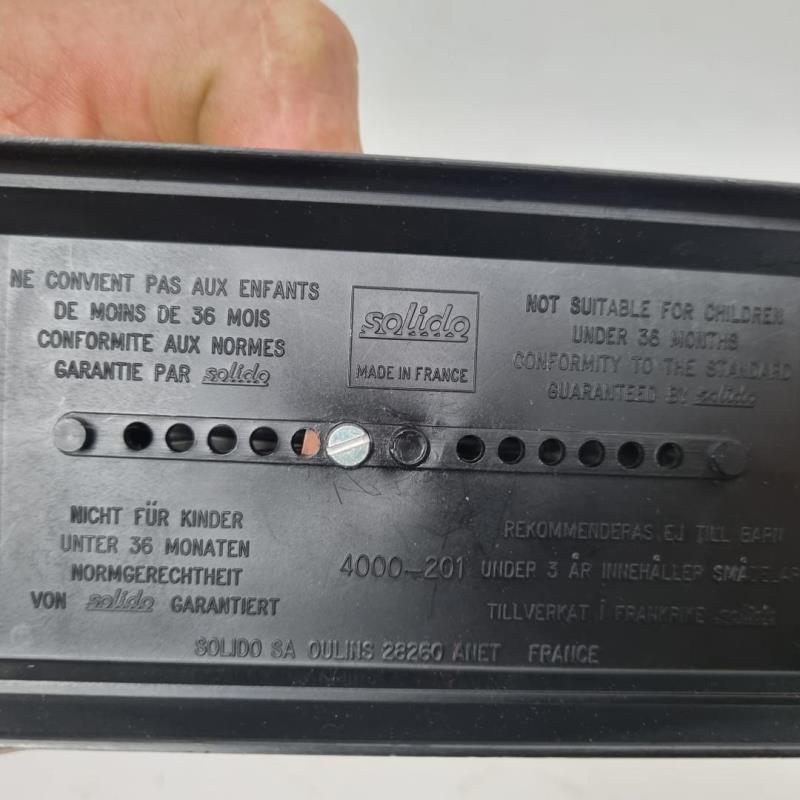 NE CONVIENT PAS AUX ENFANTS
DE MOINS DE 36 MOIS
CONFORMITE AUX NORMES
GARANTIE PAR solido
solido
MADE IN FRANCE
NOT SUITABLE FOR CHILDREN
UNDER 36 MONTHS
CONFORMITY TO THE STANDARD
GUARANTEED BY solido
NICHT FÜR KINDER
UNTER 36 MONATEN
NORMGERECHTHEIT
VON solido GARANTIERT
4000-201
REKOMMENDERAS EJ TILL BARN
UNDER 3 ÅR INNEHÅLLER SMÅDELAR
TILLVERKAT I FRANKRIKE solido
SOLIDO SA OULINS 28260 ANET FRANCE